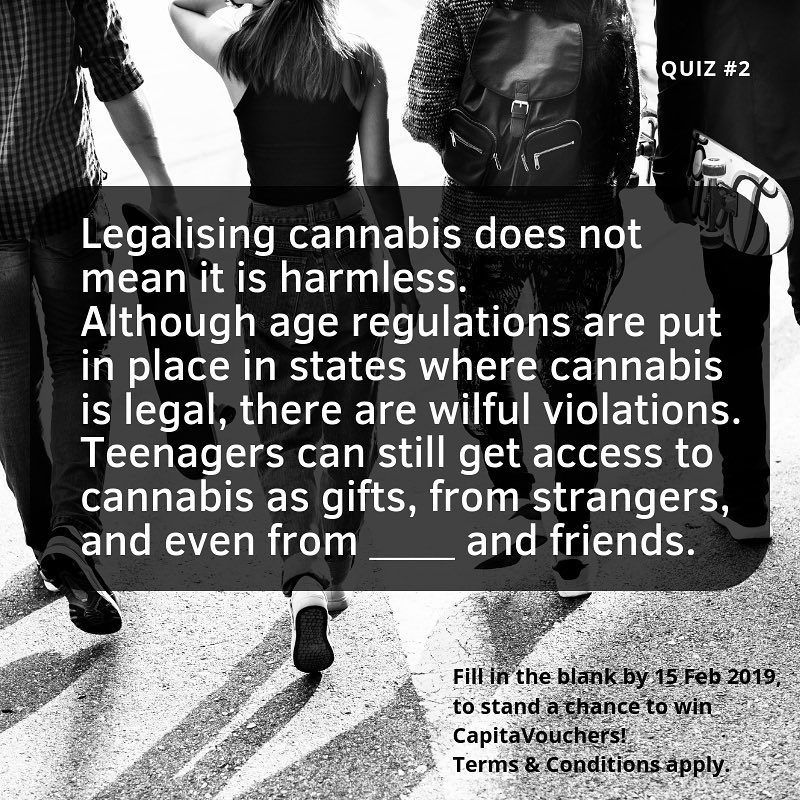 QUIZ #2
Legalising cannabis does not
mean it is harmless.
Although age regulations are put
in place in states where cannabis
is legal, there are wilful violations.
Teenagers can still get access to
cannabis as gifts, from strangers,
and even from _____ and friends.
Fill in the blank by 15 Feb 2019,
to stand a chance to win
CapitaVouchers!
Terms & Conditions apply.